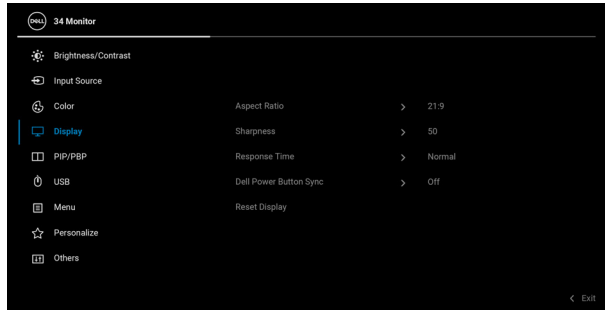 DELL 34 Monitor
Brightness/Contrast
Input Source
Color Aspect Ratio > 21:9
Display Sharpness > 50
PIP/PBP Response Time > Normal
USB Dell Power Button Sync > Off
Menu Reset Display
Personalize
Others
< Exit